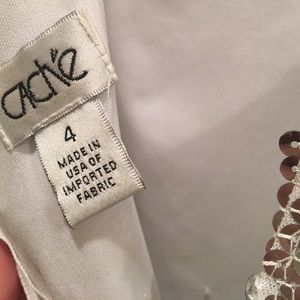 CACHÉ
4
MADE IN
USA OF
IMPORTED
FABRIC